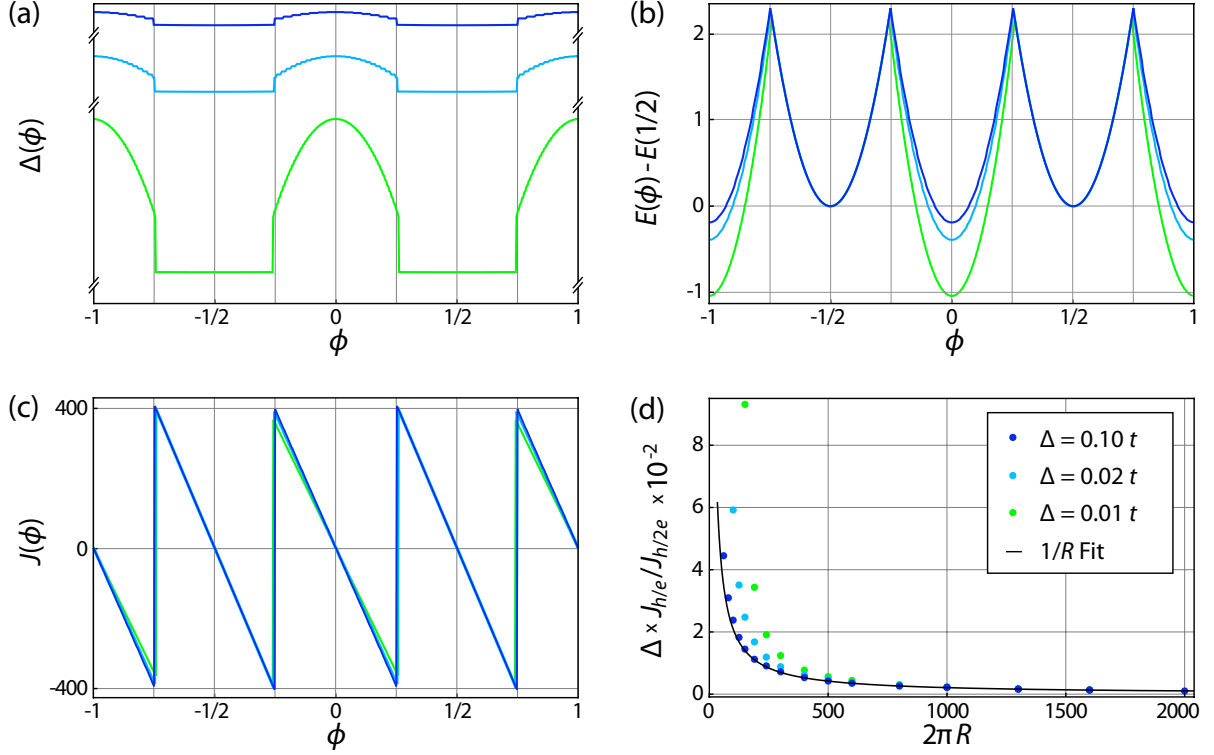 (a)
Δ(ϕ)
-1
-1/2
0
1/2
1
ϕ
(b)
E(ϕ) - E(1/2)
2
1
0
-1
-1
-1/2
0
1/2
1
ϕ
(c)
J(ϕ)
400
0
-400
-1
-1/2
0
1/2
1
ϕ
(d)
Δ × J_{h/e}/J_{h/2e} × 10⁻²
8
6
4
2
0
0
500
1000
1500
2000
2πR
Δ = 0.10 t
Δ = 0.02 t
Δ = 0.01 t
1/R Fit